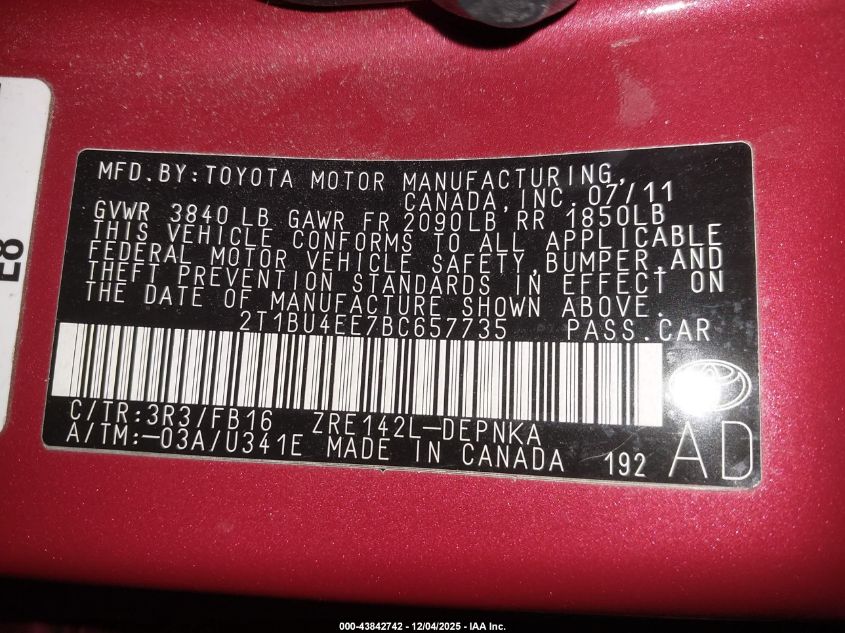 E8
MFD.BY:TOYOTA MOTOR MANUFACTURING,
CANADA,INC. 07/11
GVWR 3840 LB GAWR FR 2090LB RR 1850LB
THIS VEHICLE CONFORMS TO ALL APPLICABLE
FEDERAL MOTOR VEHICLE SAFETY,BUMPER,AND
THEFT PREVENTION STANDARDS IN EFFECT ON
THE DATE OF MANUFACTURE SHOWN ABOVE.
2T1BU4EE7BC657735 PASS.CAR
C/TR:3R3/FB16 ZRE142L-DEPNKA
A/TM:-03A/U341E MADE IN CANADA 192 AD
000-43842742 - 12/04/2025 - IAA Inc.